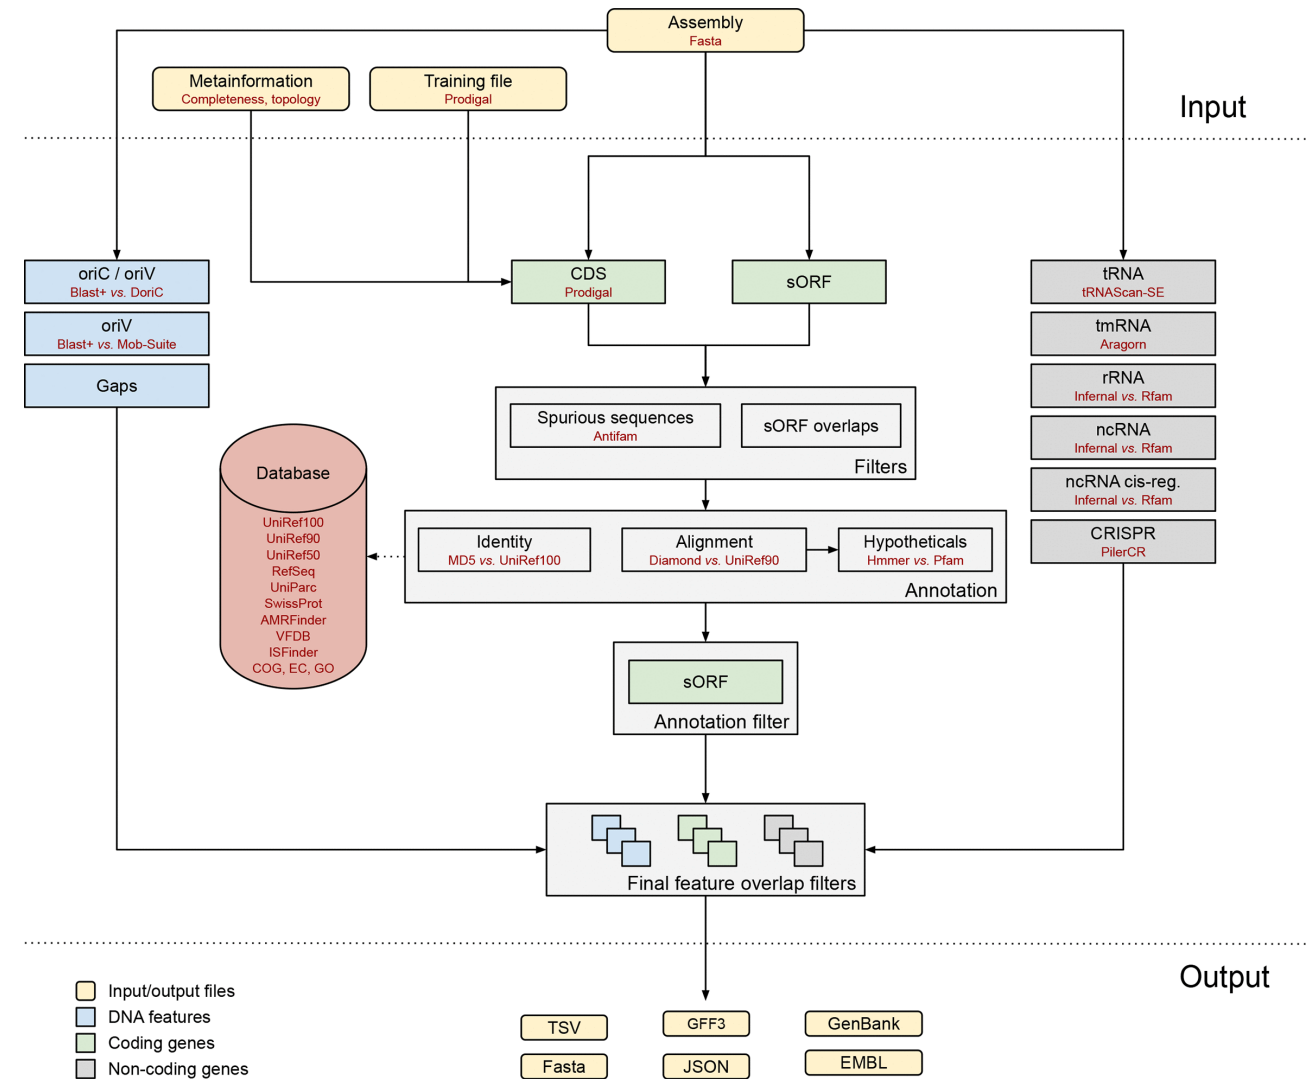 Assembly
Fasta
Metainformation
Completeness, topology
Training file
Prodigal
Input
oriC / oriV
Blast+ vs. DoriC
oriV
Blast+ vs. Mob-Suite
Gaps
CDS
Prodigal
sORF
tRNA
tRNAScan-SE
tmRNA
Aragorn
rRNA
Infernal vs. Rfam
ncRNA
Infernal vs. Rfam
ncRNA cis-reg.
Infernal vs. Rfam
CRISPR
PilerCR
Spurious sequences
Antifam
sORF overlaps
Filters
Database
UniRef100
UniRef90
UniRef50
RefSeq
UniParc
SwissProt
AMRFinder
VFDB
ISFinder
COG, EC, GO
Identity
MD5 vs. UniRef100
Alignment
Diamond vs. UniRef90
Hypotheticals
Hmmer vs. Pfam
Annotation
sORF
Annotation filter
Final feature overlap filters
Output
Input/output files
DNA features
Coding genes
Non-coding genes
TSV
GFF3
GenBank
Fasta
JSON
EMBL